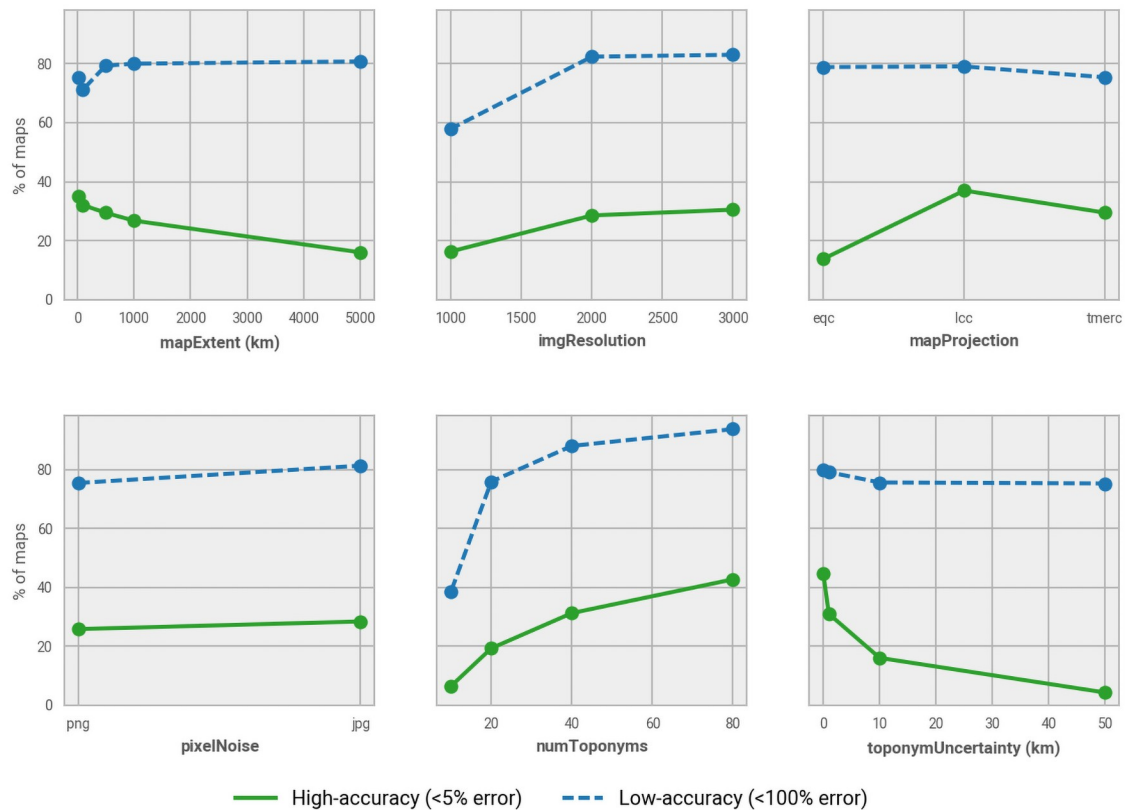 % of maps
80
60
40
20
0
0 1000 2000 3000 4000 5000
mapExtent (km)
1000 1500 2000 2500 3000
imgResolution
eqc lcc tmerc
mapProjection
% of maps
80
60
40
20
0
png jpg
pixelNoise
20 40 60 80
numToponyms
0 10 20 30 40 50
toponymUncertainty (km)
High-accuracy (<5% error) Low-accuracy (<100% error)